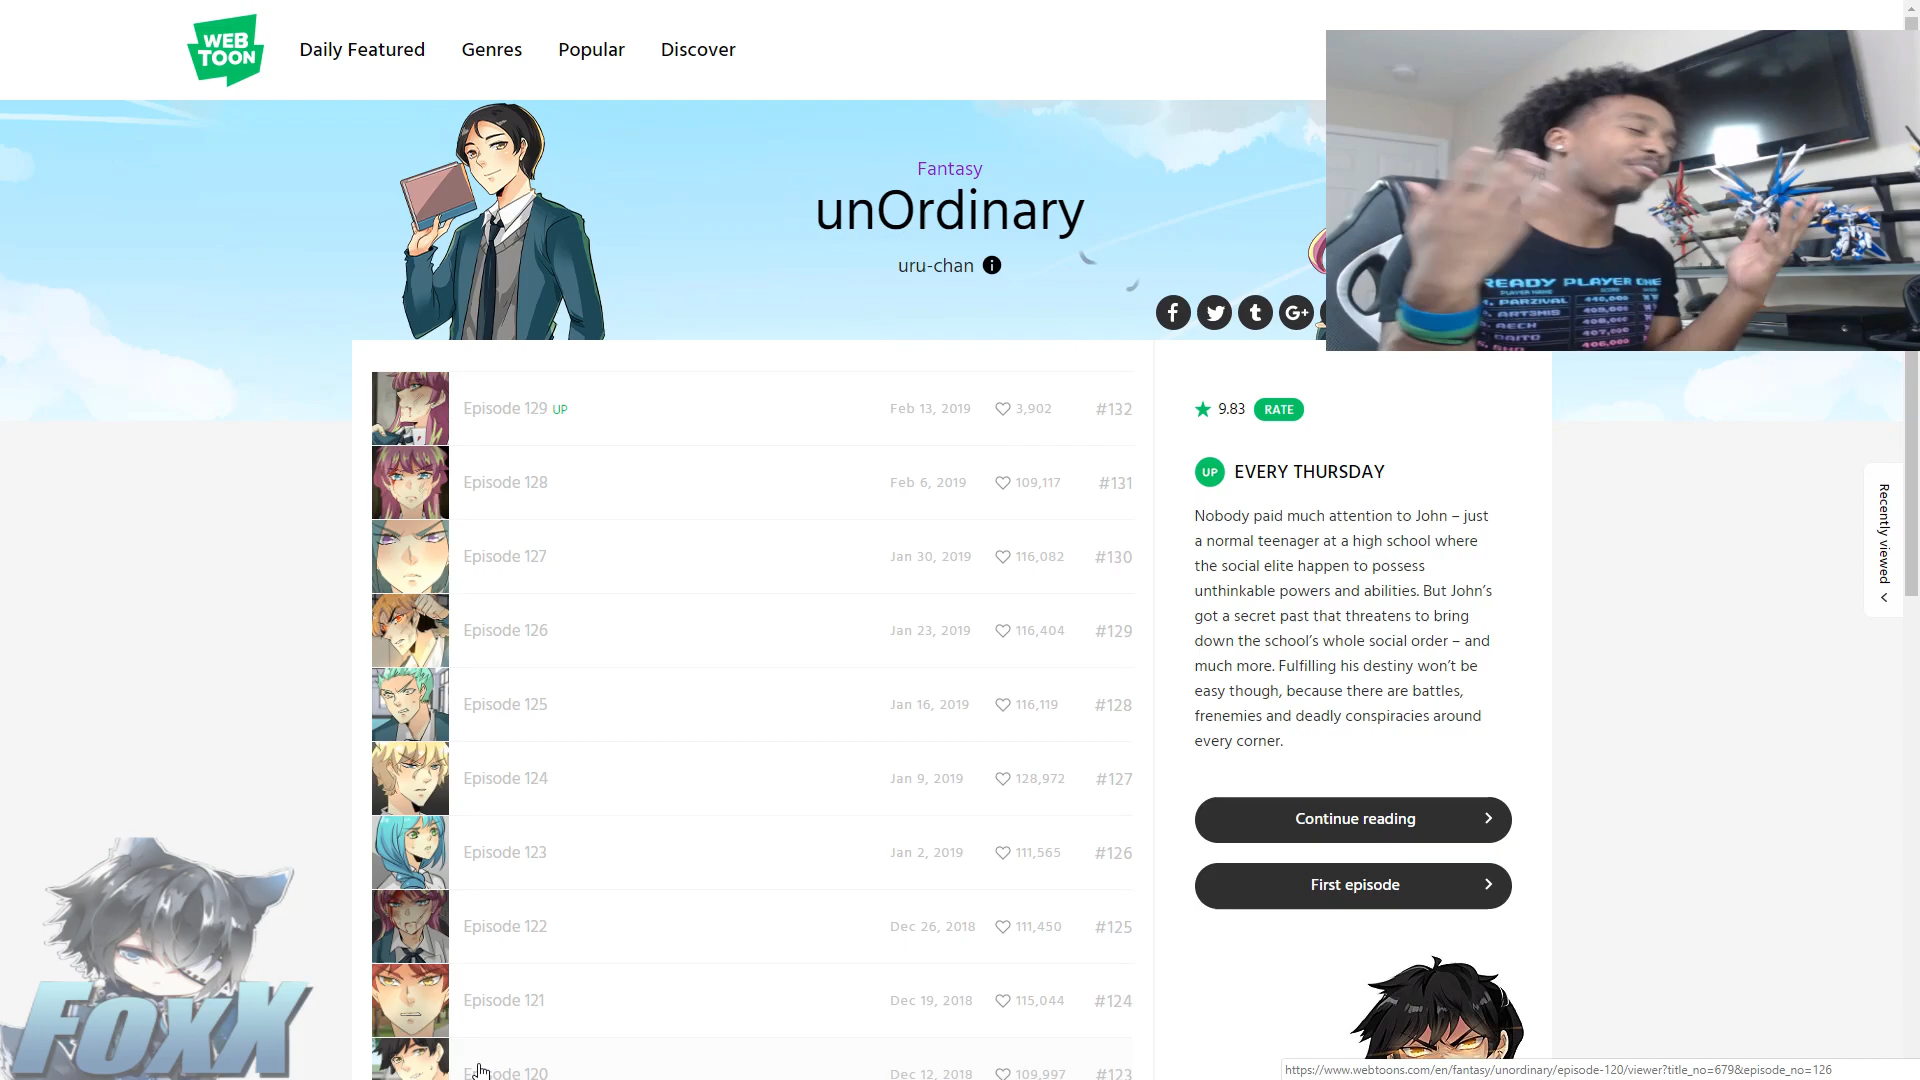 WEB
TOON
Daily Featured
Genres
Popular
Discover
Fantasy
unOrdinary
uru-chan
READY PLAYER ONE
PLAYER NAME
PARZIVAL
ART3MIS
AECH
DAITO
SHO
Episode 129 UP Feb 13, 2019 3,902 #132
Episode 128 Feb 6, 2019 109,117 #131
Episode 127 Jan 30, 2019 116,082 #130
Episode 126 Jan 23, 2019 116,404 #129
Episode 125 Jan 16, 2019 116,119 #128
Episode 124 Jan 9, 2019 128,972 #127
Episode 123 Jan 2, 2019 111,565 #126
Episode 122 Dec 26, 2018 111,450 #125
Episode 121 Dec 19, 2018 115,044 #124
Dec 12, 2018 109,997 #123
9.83 RATE
UP EVERY THURSDAY
Nobody paid much attention to John – just
a normal teenager at a high school where
the social elite happen to possess
unthinkable powers and abilities. But John's
got a secret past that threatens to bring
down the school's whole social order – and
much more. Fulfilling his destiny won't be
easy though, because there are battles,
frenemies and deadly conspiracies around
every corner.
Continue reading
First episode
Recently viewed
FoxX
https://www.webtoons.com/en/fantasy/unordinary/episode-120/viewer?title_no=679&episode_no=126